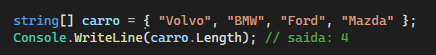 string[] carro = { "Volvo", "BMW", "Ford", "Mazda" };
Console.WriteLine(carro.Length); // saida: 4